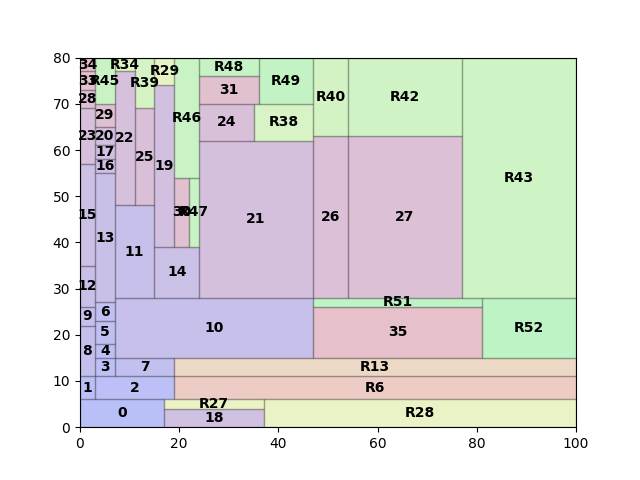 80
34 R34 R48
R45 R29
33 R39 R49
70
28 31 R40 R42
29 R46 24 R38
23 20 22
60
17 25 19
16 R43
50
15 30 R47 21 26 27
40
13 11
14
30
12
9 6 R51
20
5 10 35 R52
8 4
3 7 R13
10
1 2 R6
0 R27 R28
18
0
0 20 40 60 80 100